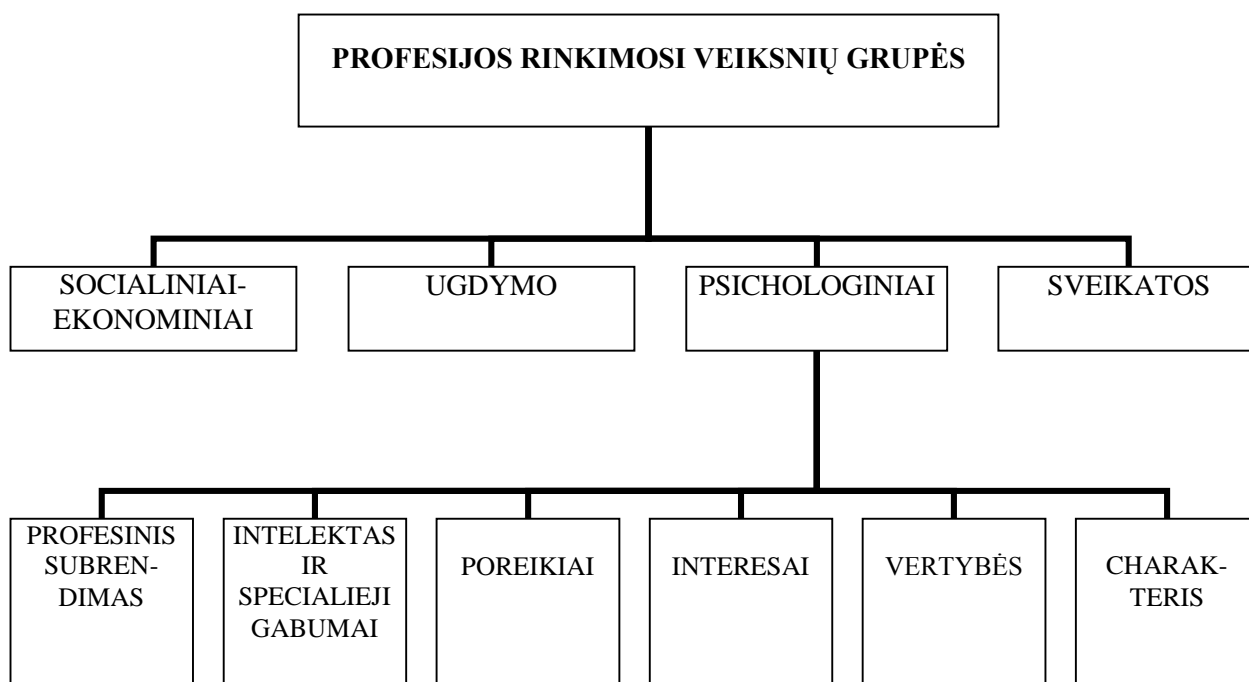 PROFESIJOS RINKIMOSI VEIKSNIŲ GRUPĖS
SOCIALINIAI-
EKONOMINIAI
UGDYMO
PSICHOLOGINIAI
SVEIKATOS
PROFESINIS
SUBREN-
DIMAS
INTELEKTAS
IR
SPECIALIEJI
GABUMAI
POREIKIAI
INTERESAI
VERTYBĖS
CHARAK-
TERIS